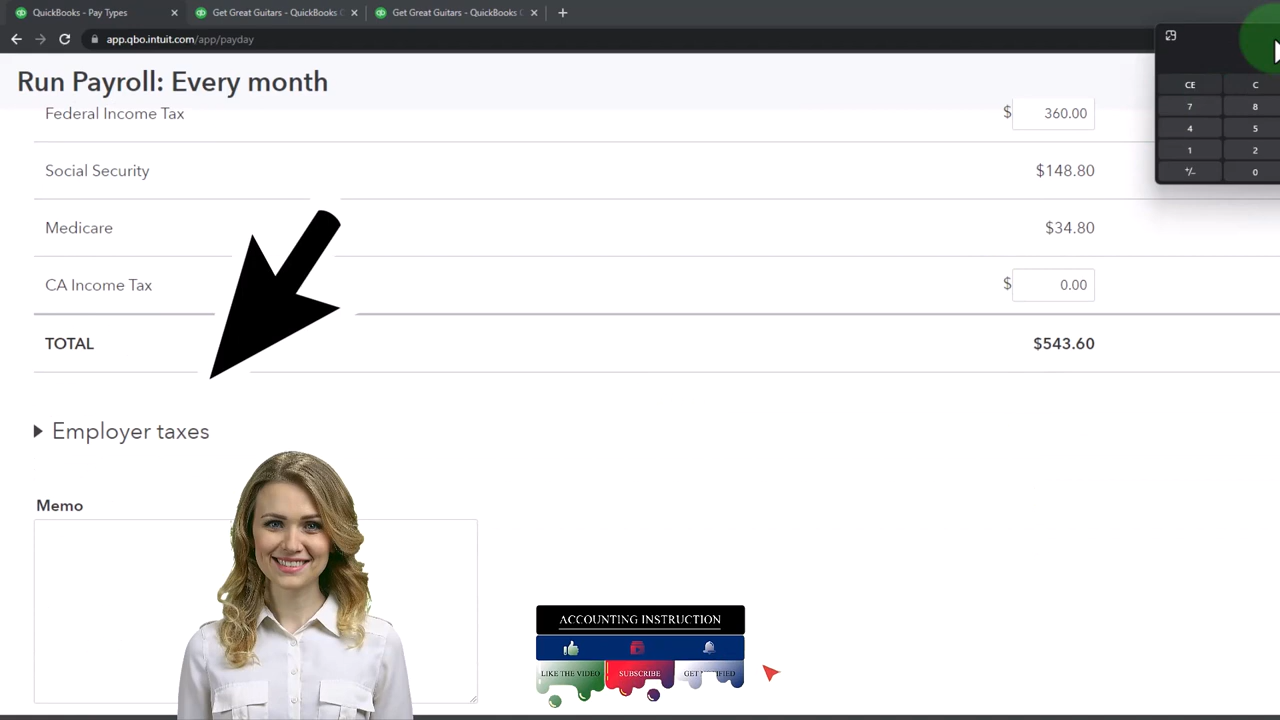 QuickBooks - Pay Types
Get Great Guitars - QuickBooks C
Get Great Guitars - QuickBooks C
app.qbo.intuit.com/app/payday
Run Payroll: Every month
CE C
7 8
4 5
1 2
+/- 0
Federal Income Tax $ 360.00
Social Security $148.80
Medicare $34.80
CA Income Tax $ 0.00
TOTAL $543.60
Employer taxes
Memo
ACCOUNTING INSTRUCTION
LIKE THE VIDEO SUBSCRIBE GET NOTIFIED